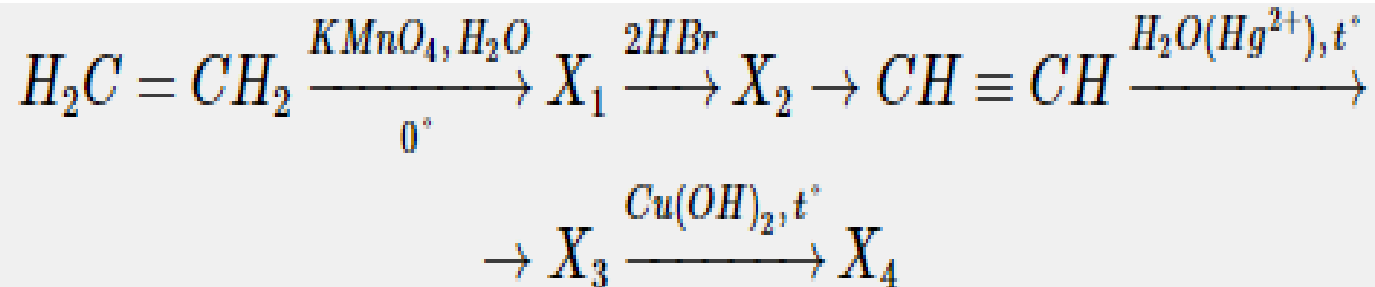 H₂C = CH₂ —KMnO₄, H₂O / 0°→ X₁ —2HBr→ X₂ → CH ≡ CH —H₂O(Hg²⁺), t°→
→ X₃ —Cu(OH)₂, t°→ X₄